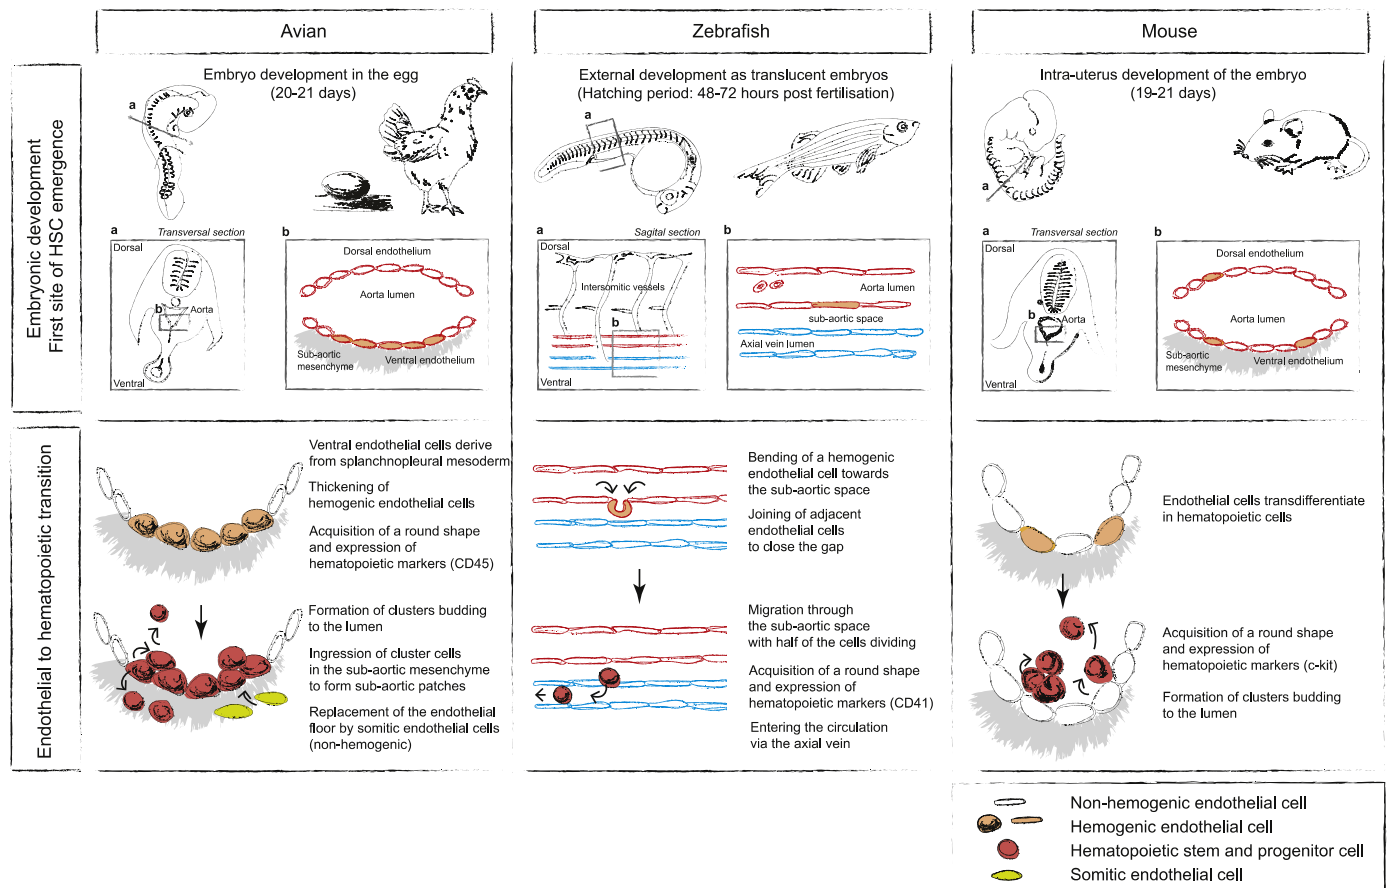 Avian
Zebrafish
Mouse
Embryonic development
First site of HSC emergence
Embryo development in the egg
(20-21 days)
a
a
Transversal section
Dorsal
b
Aorta
Ventral
b
Dorsal endothelium
Aorta lumen
Sub-aortic
mesenchyme
Ventral endothelium
External development as translucent embryos
(Hatching period: 48-72 hours post fertilisation)
a
a
Sagital section
Dorsal
Intersomitic vessels
b
Ventral
b
Aorta lumen
sub-aortic space
Axial vein lumen
Intra-uterus development of the embryo
(19-21 days)
a
a
Transversal section
Dorsal
b
Aorta
Ventral
b
Dorsal endothelium
Aorta lumen
Sub-aortic
mesenchyme
Ventral endothelium
Endothelial to hematopoietic transition
Ventral endothelial cells derive
from splanchnopleural mesoderm
Thickening of
hemogenic endothelial cells
Acquisition of a round shape
and expression of
hematopoietic markers (CD45)
Formation of clusters budding
to the lumen
Ingression of cluster cells
in the sub-aortic mesenchyme
to form sub-aortic patches
Replacement of the endothelial
floor by somitic endothelial cells
(non-hemogenic)
Bending of a hemogenic
endothelial cell towards
the sub-aortic space
Joining of adjacent
endothelial cells
to close the gap
Migration through
the sub-aortic space
with half of the cells dividing
Acquisition of a round shape
and expression of
hematopoietic markers (CD41)
Entering the circulation
via the axial vein
Endothelial cells transdifferentiate
in hematopoietic cells
Acquisition of a round shape
and expression of
hematopoietic markers (c-kit)
Formation of clusters budding
to the lumen
Non-hemogenic endothelial cell
Hemogenic endothelial cell
Hematopoietic stem and progenitor cell
Somitic endothelial cell